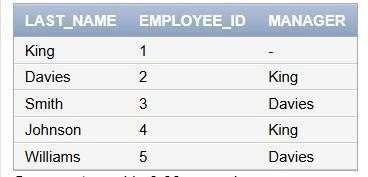 LAST_NAME EMPLOYEE_ID MANAGER
King 1 -
Davies 2 King
Smith 3 Davies
Johnson 4 King
Williams 5 Davies